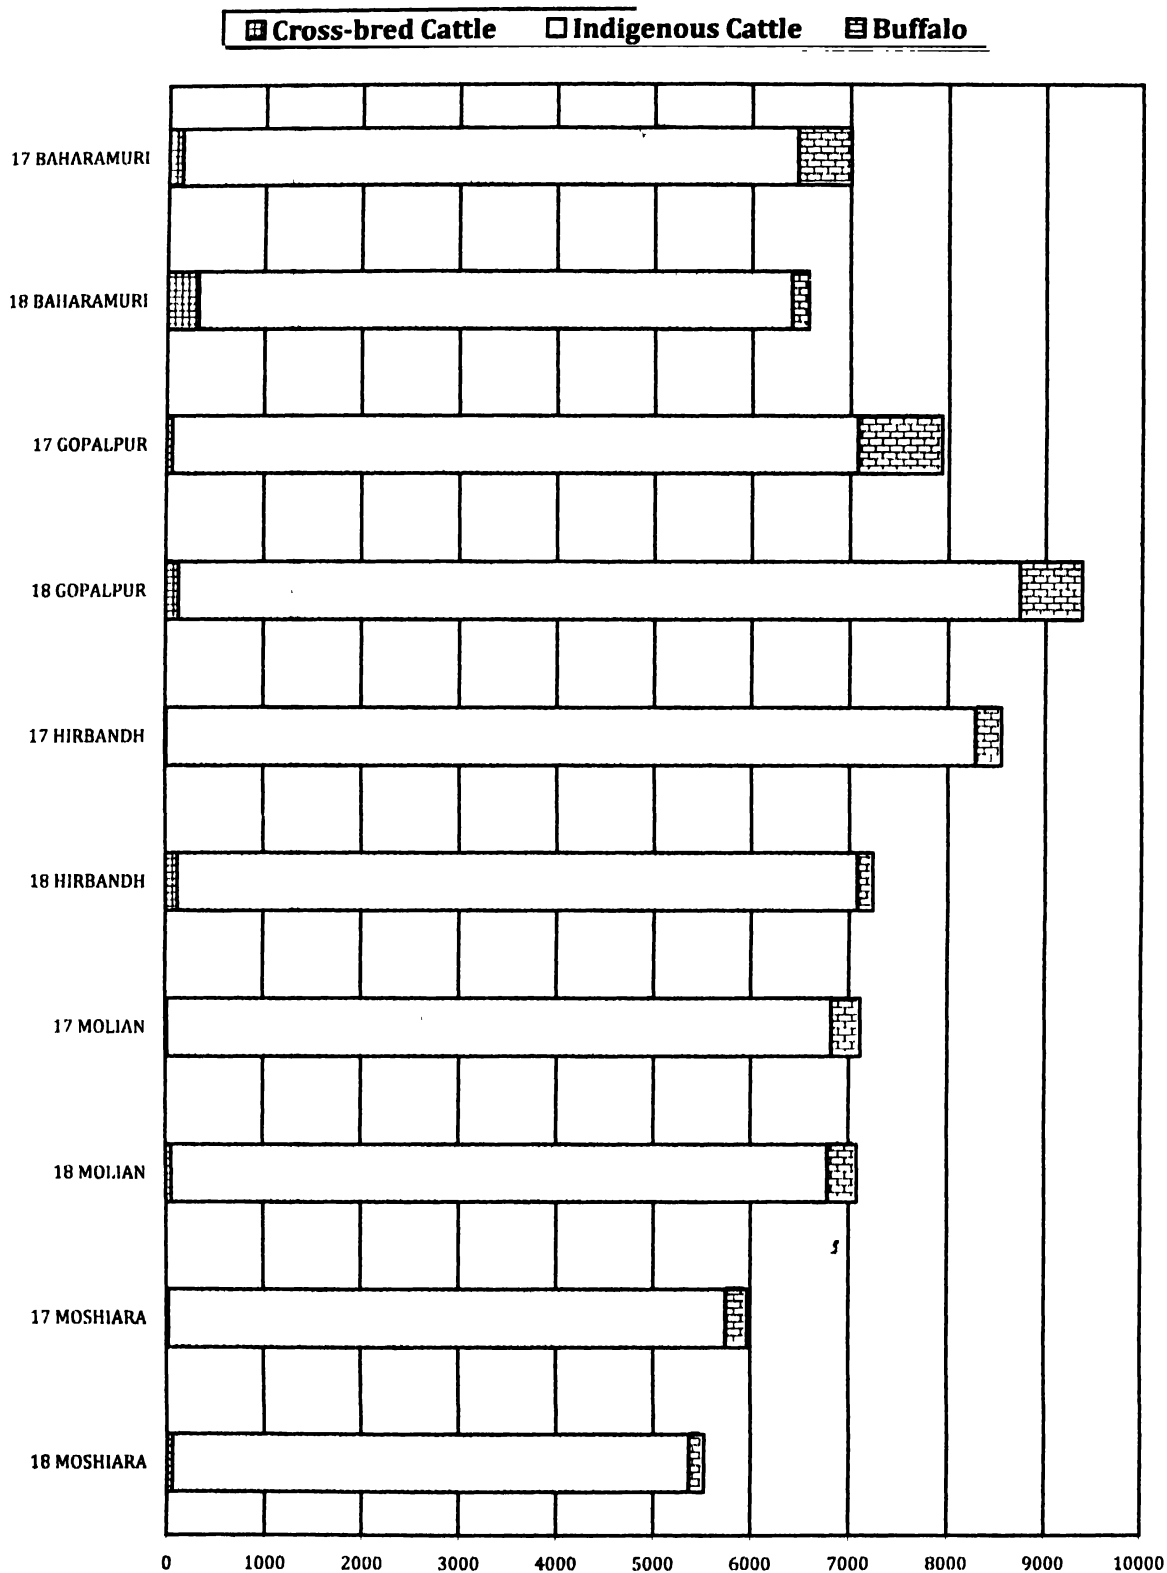 Cross-bred Cattle Indigenous Cattle Buffalo
17 BAHARAMURI
18 BAHARAMURI
17 GOPALPUR
18 GOPALPUR
17 HIRBANDH
18 HIRBANDH
17 MOLIAN
18 MOLIAN
17 MOSHIARA
18 MOSHIARA
0 1000 2000 3000 4000 5000 6000 7000 8000 9000 10000